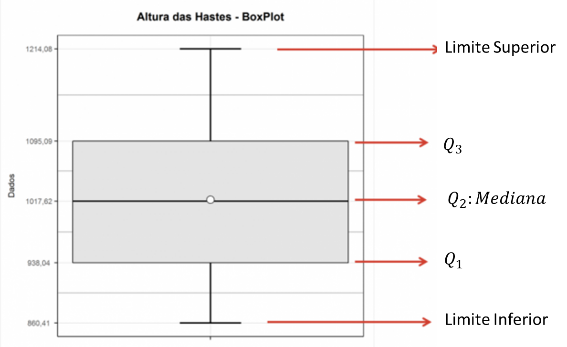 Altura das Hastes - BoxPlot
1214,08
Limite Superior
1095,09
Q3
Dados
1017,62
Q2: Mediana
938,04
Q1
860,41
Limite Inferior